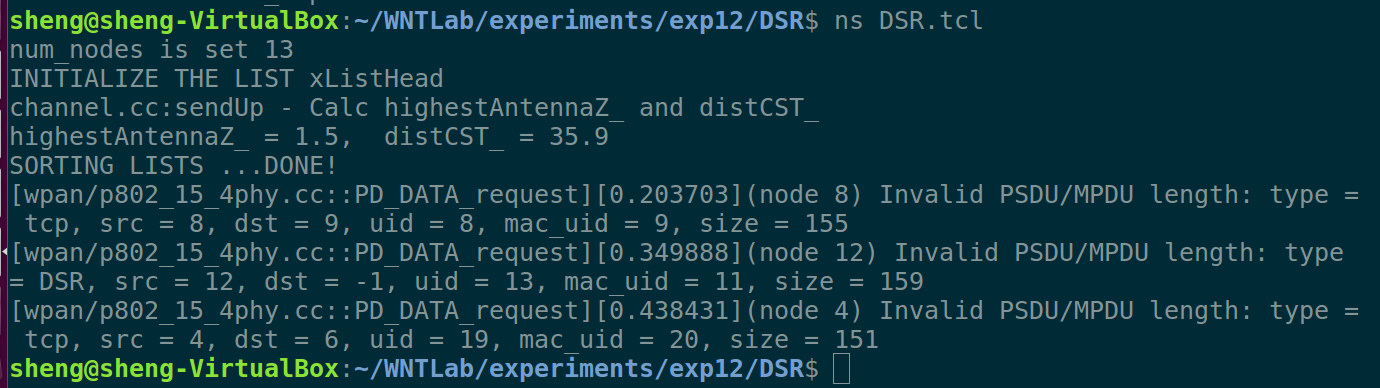 sheng@sheng-VirtualBox:~/WNTLab/experiments/exp12/DSR$ ns DSR.tcl
num_nodes is set 13
INITIALIZE THE LIST xListHead
channel.cc:sendUp - Calc highestAntennaZ_ and distCST_
highestAntennaZ_ = 1.5,  distCST_ = 35.9
SORTING LISTS ...DONE!
[wpan/p802_15_4phy.cc::PD_DATA_request][0.203703](node 8) Invalid PSDU/MPDU length: type =
 tcp, src = 8, dst = 9, uid = 8, mac_uid = 9, size = 155
[wpan/p802_15_4phy.cc::PD_DATA_request][0.349888](node 12) Invalid PSDU/MPDU length: type
= DSR, src = 12, dst = -1, uid = 13, mac_uid = 11, size = 159
[wpan/p802_15_4phy.cc::PD_DATA_request][0.438431](node 4) Invalid PSDU/MPDU length: type =
 tcp, src = 4, dst = 6, uid = 19, mac_uid = 20, size = 151
sheng@sheng-VirtualBox:~/WNTLab/experiments/exp12/DSR$